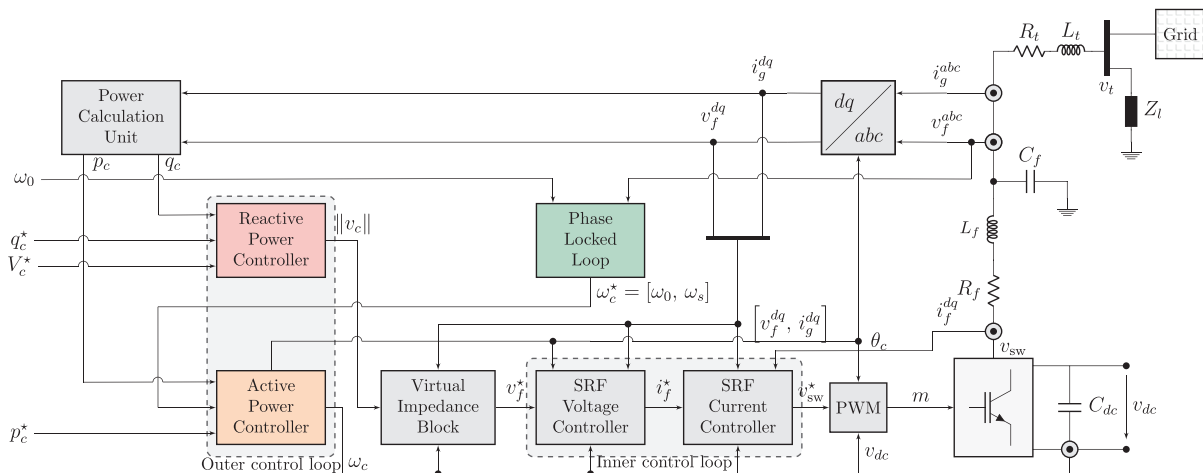 R_t
L_t
Grid
i_g^{dq}
i_g^{abc}
v_t
Power
Calculation
Unit
dq
abc
Z_l
v_f^{dq}
v_f^{abc}
p_c
q_c
C_f
ω_0
Reactive
Power
Controller
‖v_c‖
Phase
Locked
Loop
L_f
q_c^⋆
V_c^⋆
ω_c^⋆ = [ω_0, ω_s]
R_f
[v_f^{dq}, i_g^{dq}]
i_f^{dq}
θ_c
v_sw
Active
Power
Controller
Virtual
Impedance
Block
v_f^⋆
SRF
Voltage
Controller
i_f^⋆
SRF
Current
Controller
v_sw^⋆
PWM
m
C_dc
v_dc
p_c^⋆
Outer control loop
ω_c
Inner control loop
v_dc